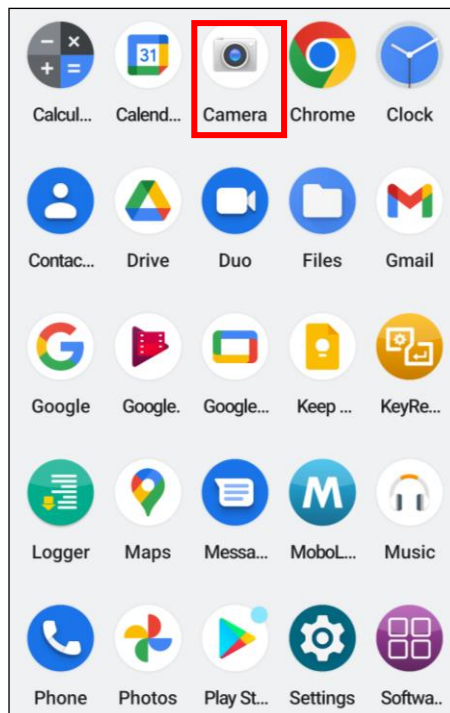 31
Calcul... Calend... Camera Chrome Clock
Contac... Drive Duo Files Gmail
Google Google. Google... Keep ... KeyRe...
Logger Maps Messa... MoboL... Music
Phone Photos Play St... Settings Softwa..